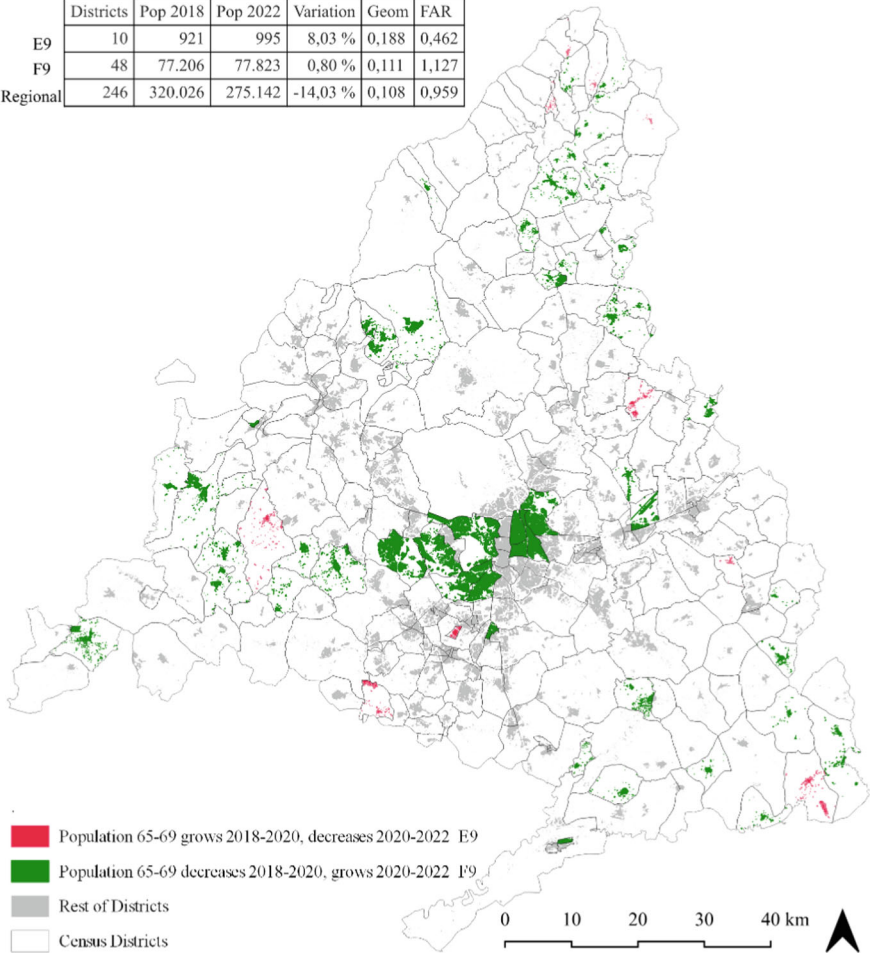 Districts Pop 2018 Pop 2022 Variation Geom FAR
E9 10 921 995 8,03 % 0,188 0,462
F9 48 77.206 77.823 0,80 % 0,111 1,127
Regional 246 320.026 275.142 -14,03 % 0,108 0,959
Population 65-69 grows 2018-2020, decreases 2020-2022 E9
Population 65-69 decreases 2018-2020, grows 2020-2022 F9
Rest of Districts
Census Districts
0 10 20 30 40 km